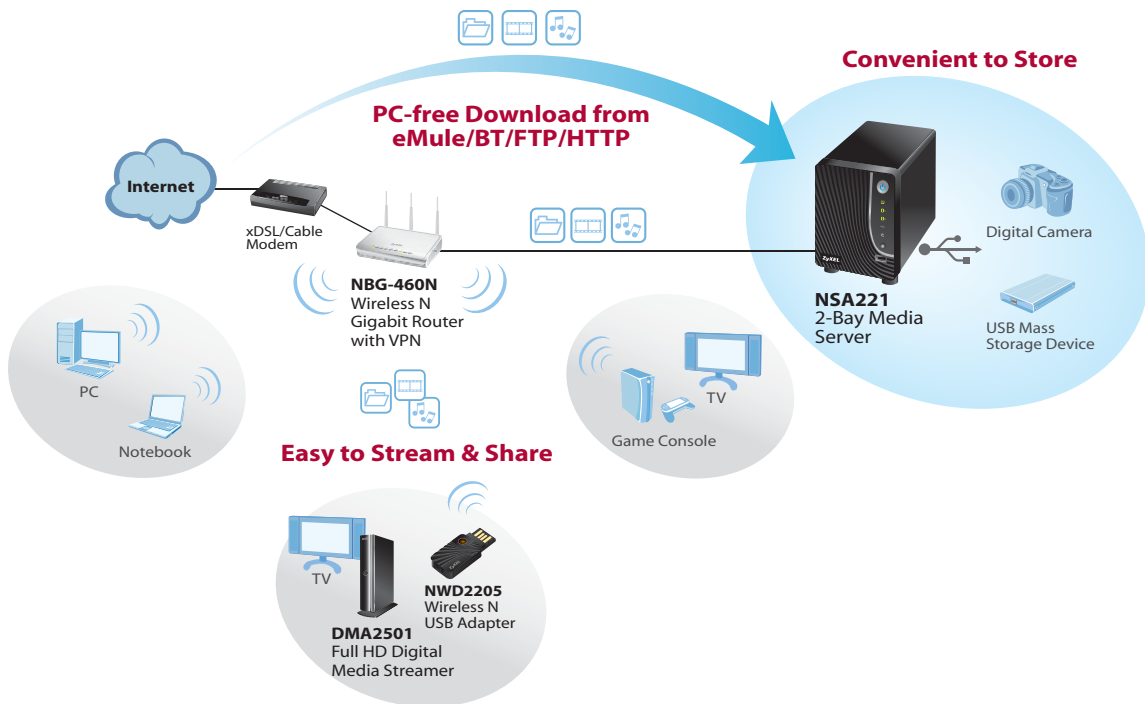 Convenient to Store
PC-free Download from
eMule/BT/FTP/HTTP
Internet
xDSL/Cable
Modem
NBG-460N
Wireless N
Gigabit Router
with VPN
ZyXEL
NSA221
2-Bay Media
Server
Digital Camera
USB Mass
Storage Device
PC
Notebook
TV
Game Console
Easy to Stream & Share
TV
DMA2501
Full HD Digital
Media Streamer
ZyXEL
NWD2205
Wireless N
USB Adapter